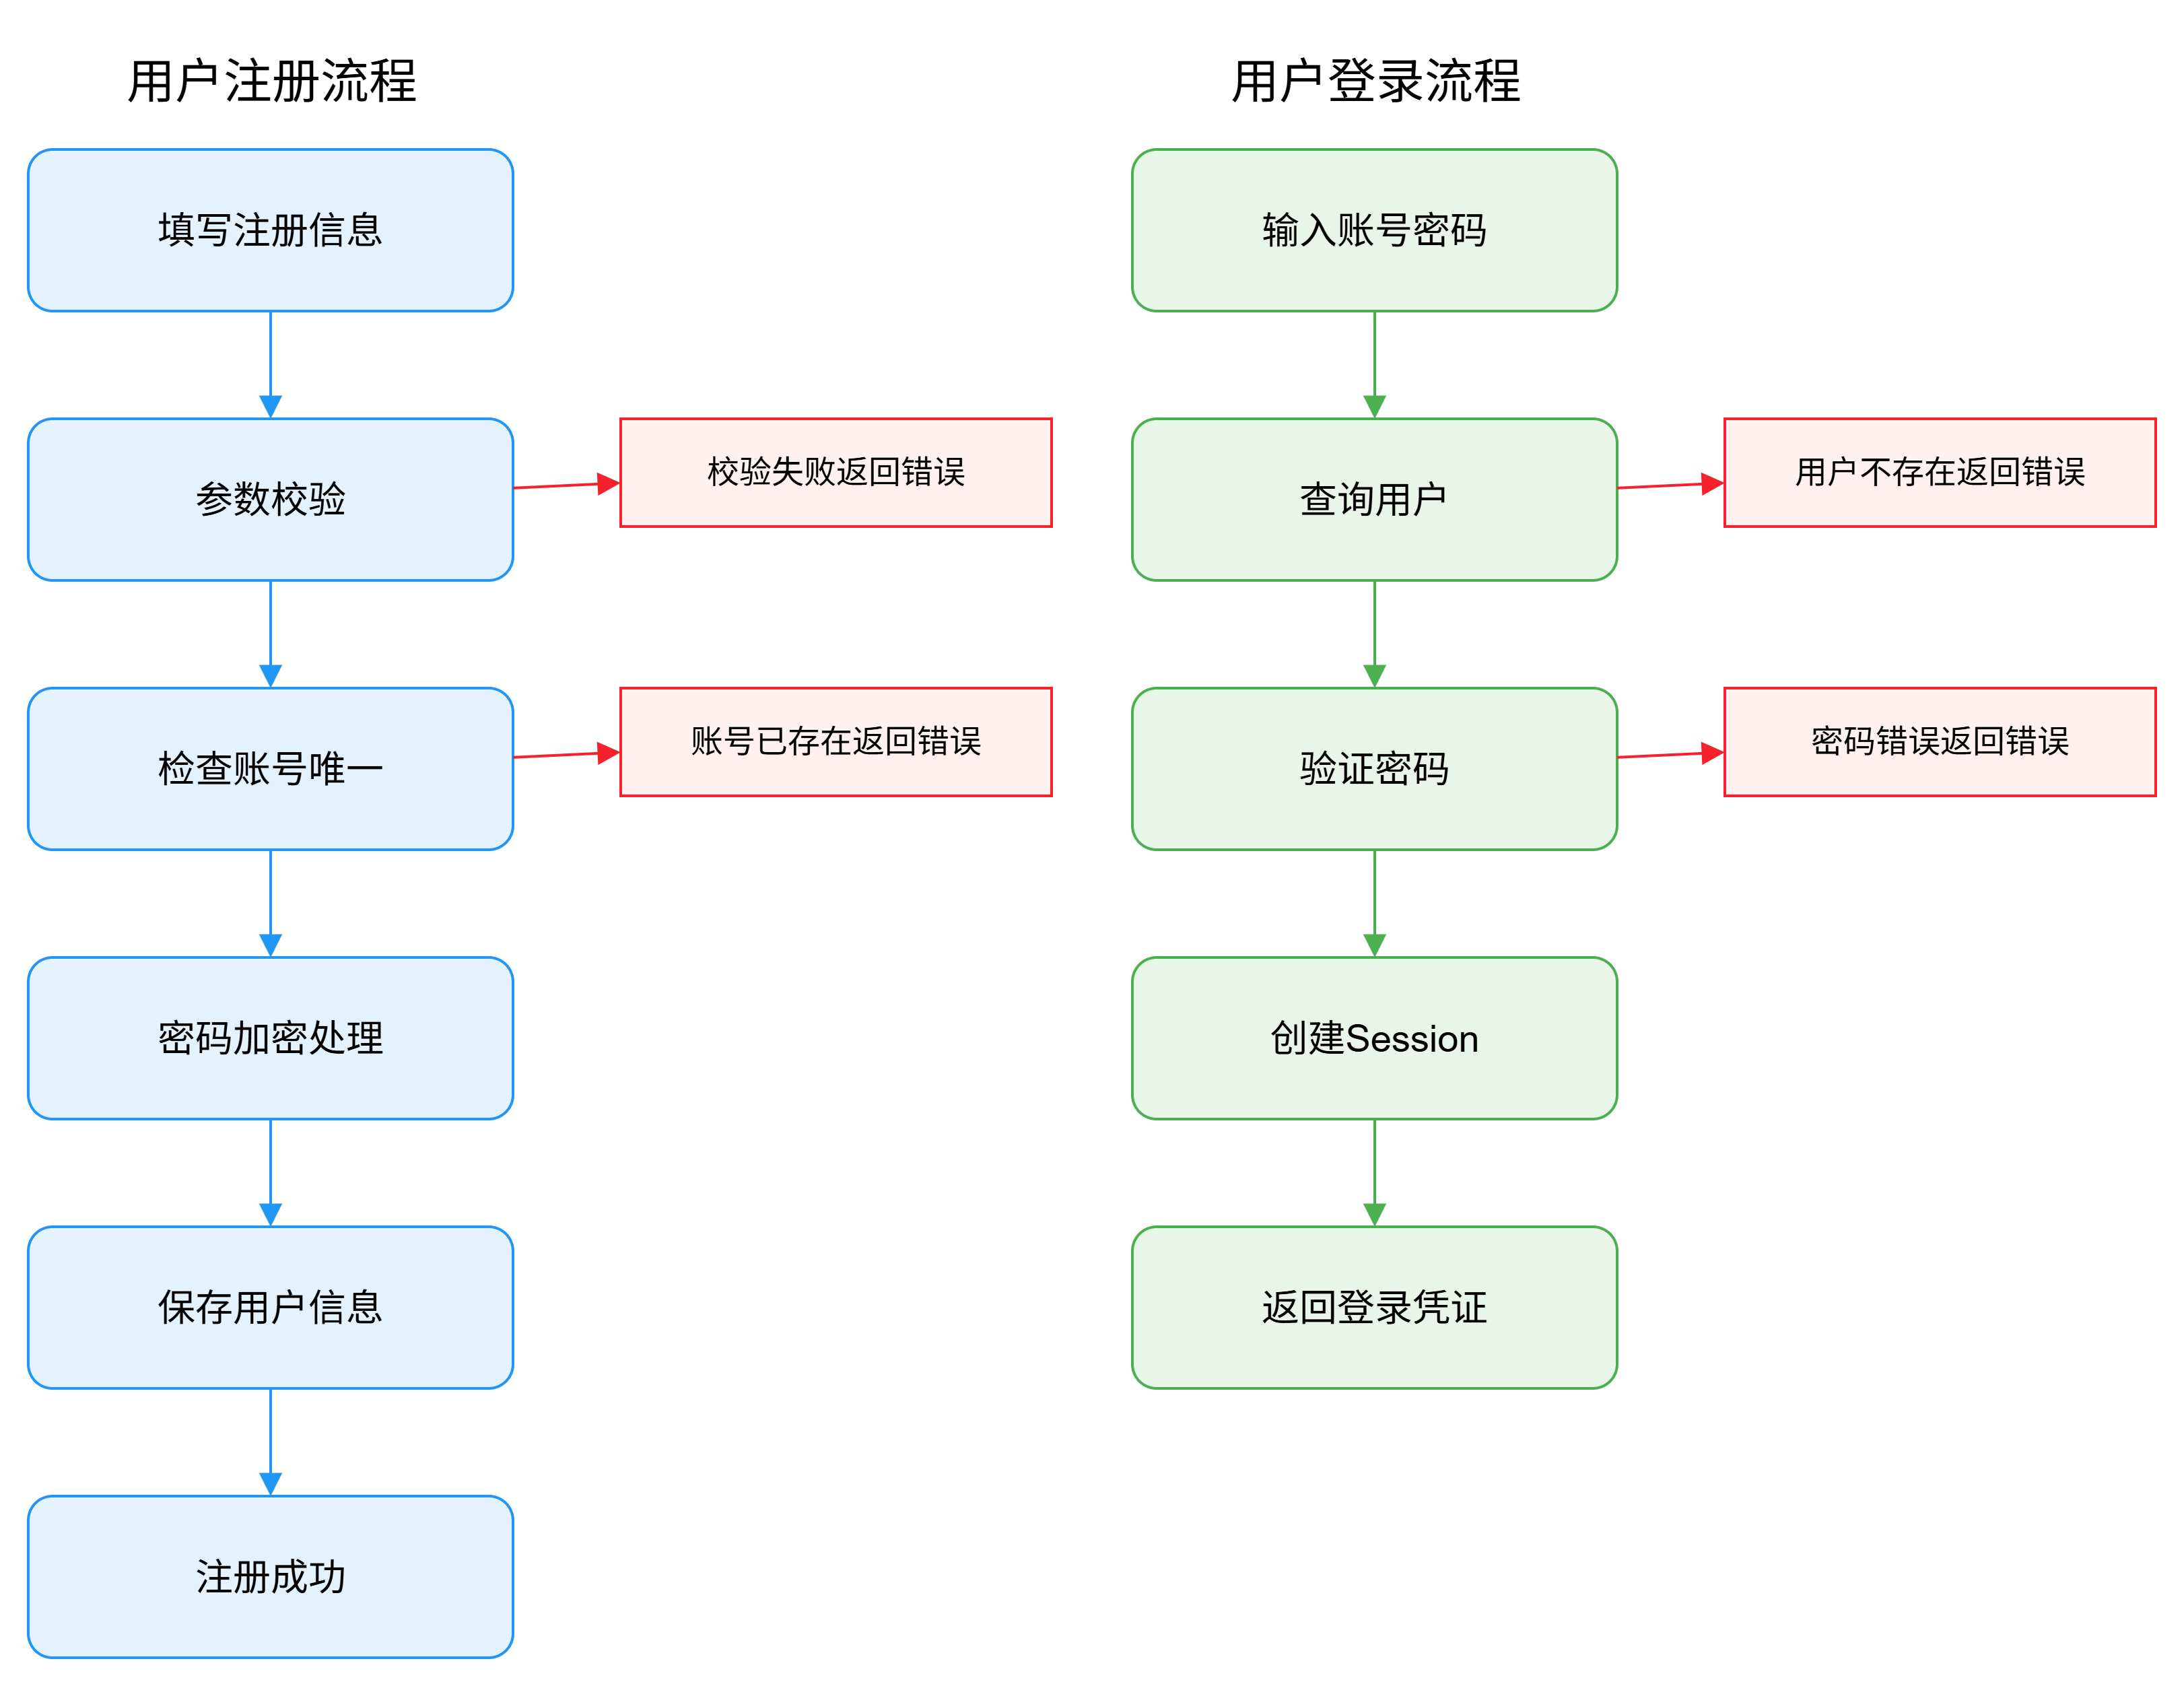 用户注册流程
填写注册信息
参数校验
校验失败返回错误
检查账号唯一
账号已存在返回错误
密码加密处理
保存用户信息
注册成功
用户登录流程
输入账号密码
查询用户
用户不存在返回错误
验证密码
密码错误返回错误
创建Session
返回登录凭证